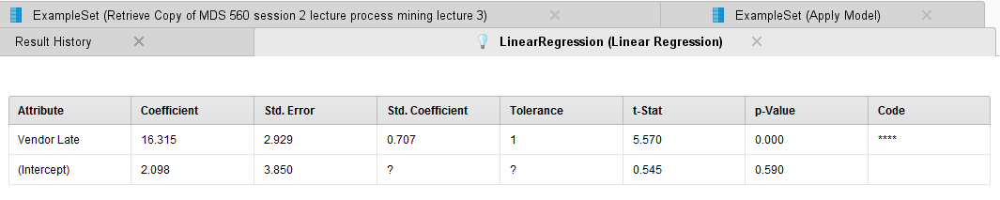 ExampleSet (Retrieve Copy of MDS 560 session 2 lecture process mining lecture 3) ExampleSet (Apply Model)
Result History LinearRegression (Linear Regression)
Attribute Coefficient Std. Error Std. Coefficient Tolerance t-Stat p-Value Code
Vendor Late 16.315 2.929 0.707 1 5.570 0.000 ****
(Intercept) 2.098 3.850 ? ? 0.545 0.590